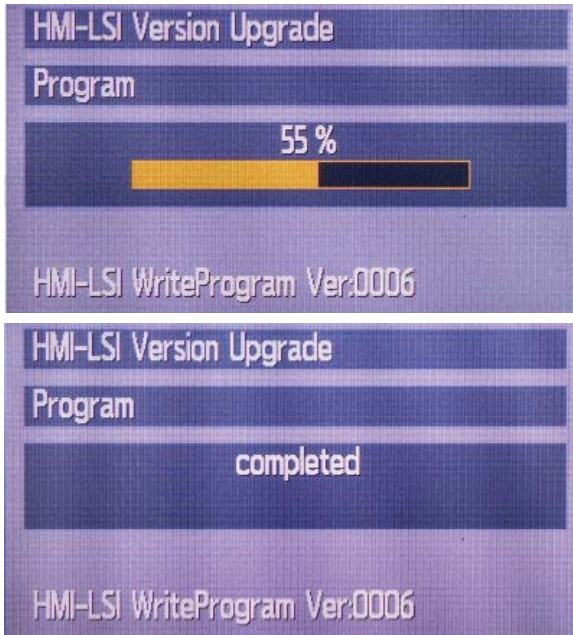 HMI-LSI Version Upgrade
Program
55 %
HMI-LSI WriteProgram Ver:0006
HMI-LSI Version Upgrade
Program
completed
HMI-LSI WriteProgram Ver:0006